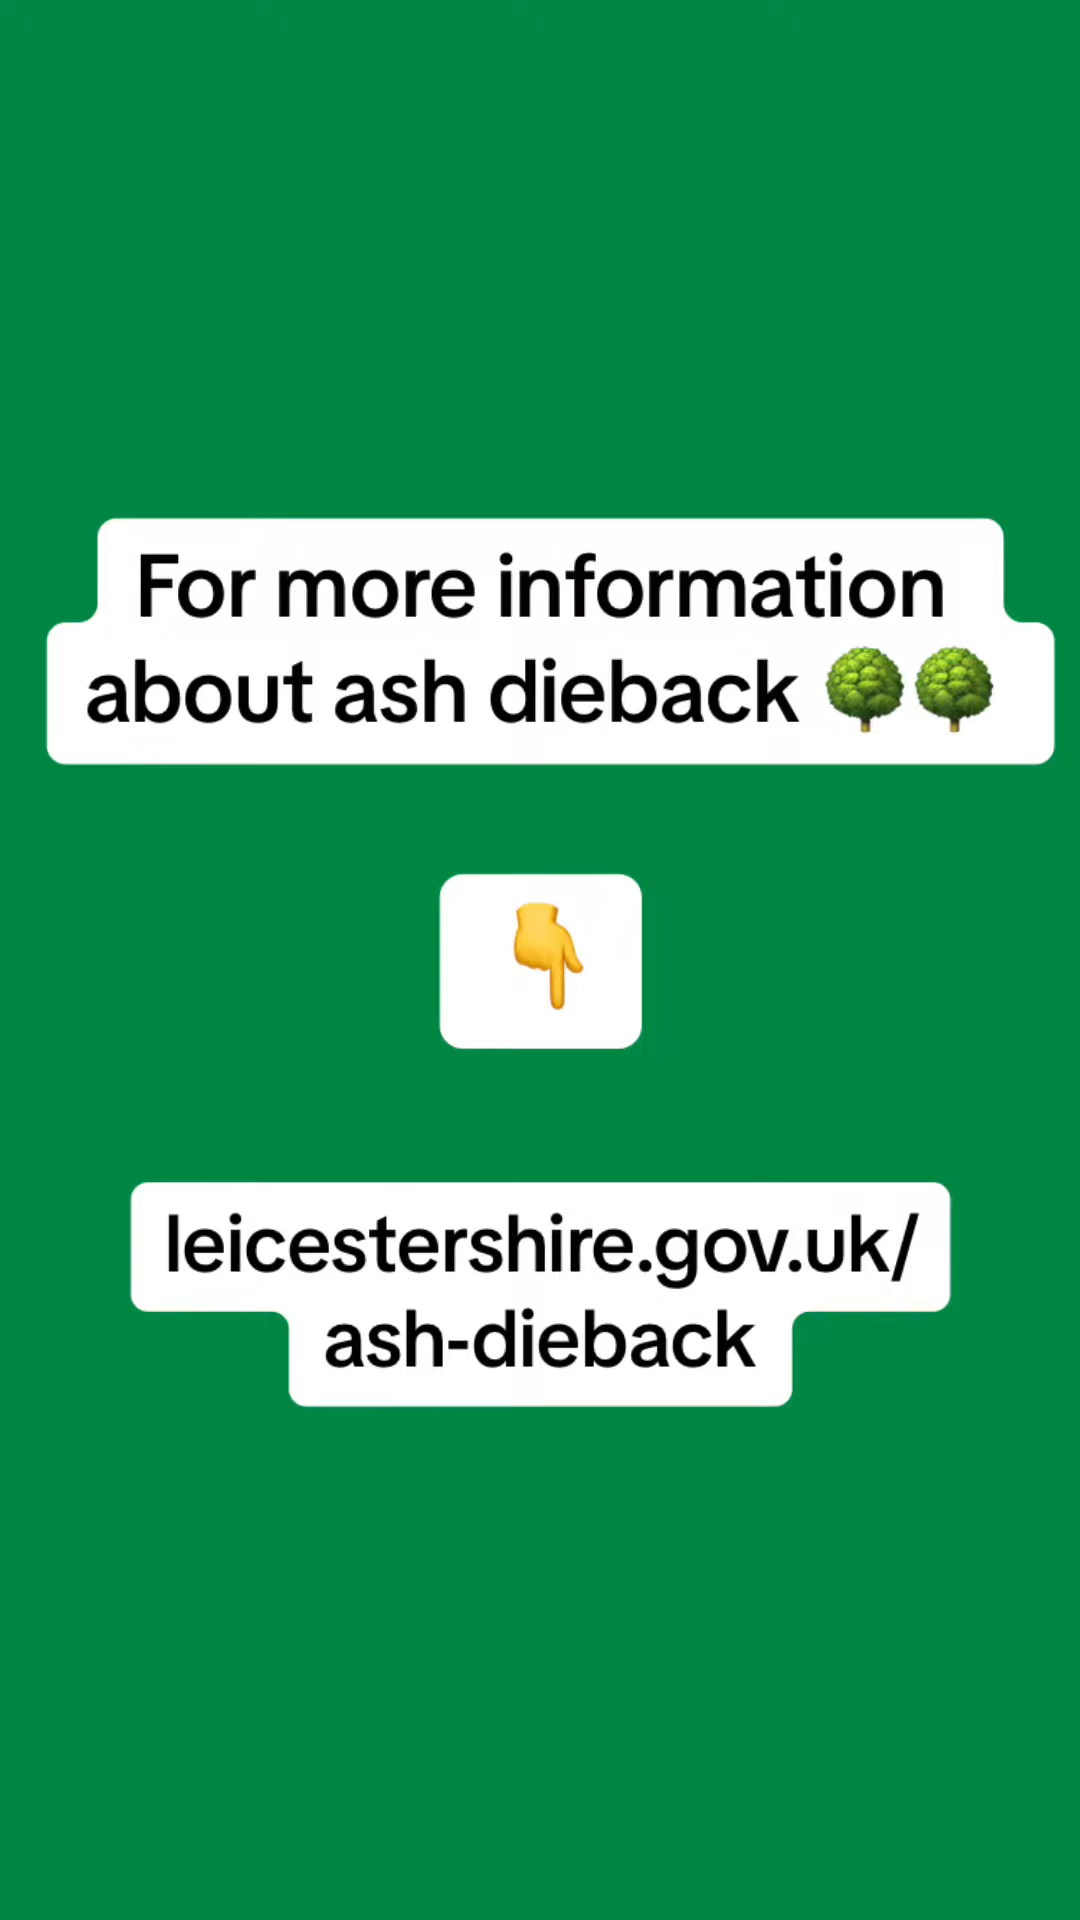 For more information
about ash dieback 🌳🌳
👇
leicestershire.gov.uk/
ash-dieback